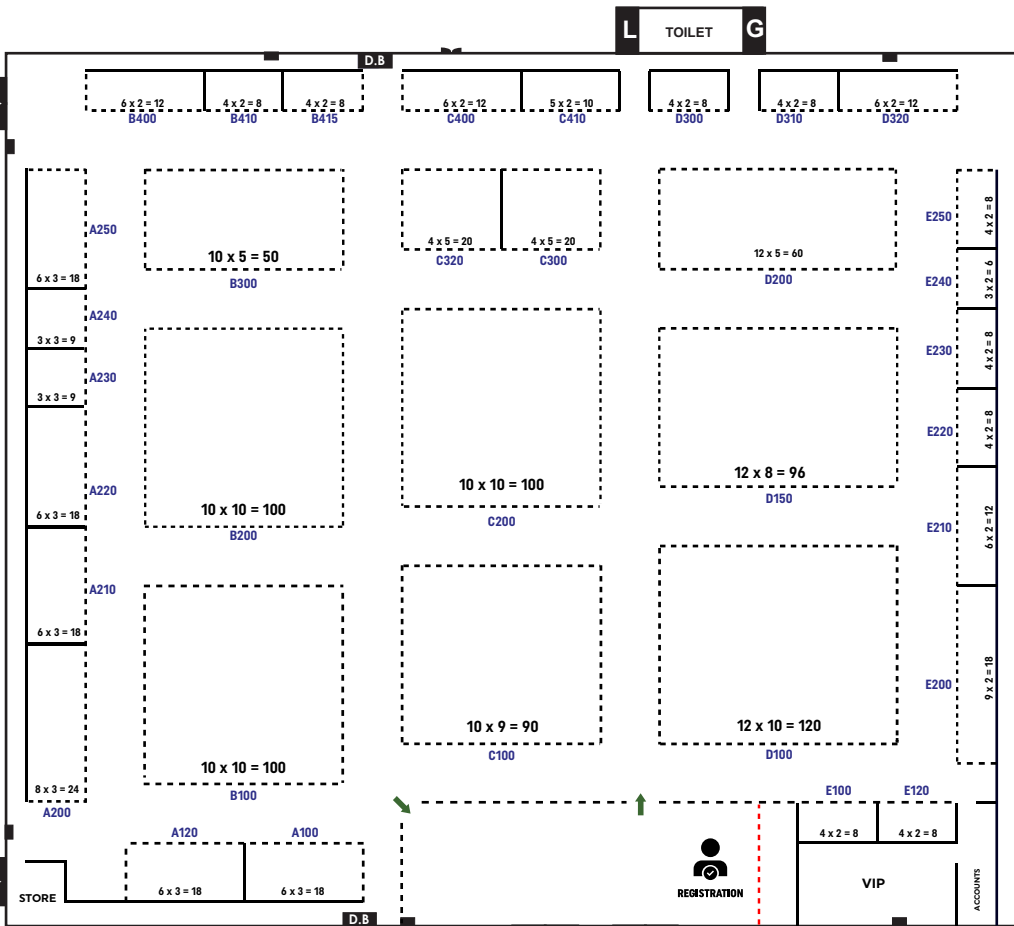 L TOILET G
D.B
6 x 2 = 12
B400
4 x 2 = 8
B410
4 x 2 = 8
B415
6 x 2 = 12
C400
5 x 2 = 10
C410
4 x 2 = 8
D300
4 x 2 = 8
D310
6 x 2 = 12
D320
A250
6 x 3 = 18
10 x 5 = 50
B300
4 x 5 = 20
C320
4 x 5 = 20
C300
12 x 5 = 60
D200
E250
4 x 2 = 8
E240
3 x 2 = 6
A240
3 x 3 = 9
A230
3 x 3 = 9
E230
4 x 2 = 8
E220
4 x 2 = 8
A220
6 x 3 = 18
10 x 10 = 100
B200
10 x 10 = 100
C200
12 x 8 = 96
D150
E210
6 x 2 = 12
A210
6 x 3 = 18
10 x 10 = 100
B100
10 x 9 = 90
C100
12 x 10 = 120
D100
E200
9 x 2 = 18
8 x 3 = 24
A200
A120
6 x 3 = 18
A100
6 x 3 = 18
E100
4 x 2 = 8
E120
4 x 2 = 8
STORE
D.B
REGISTRATION
VIP
ACCOUNTS